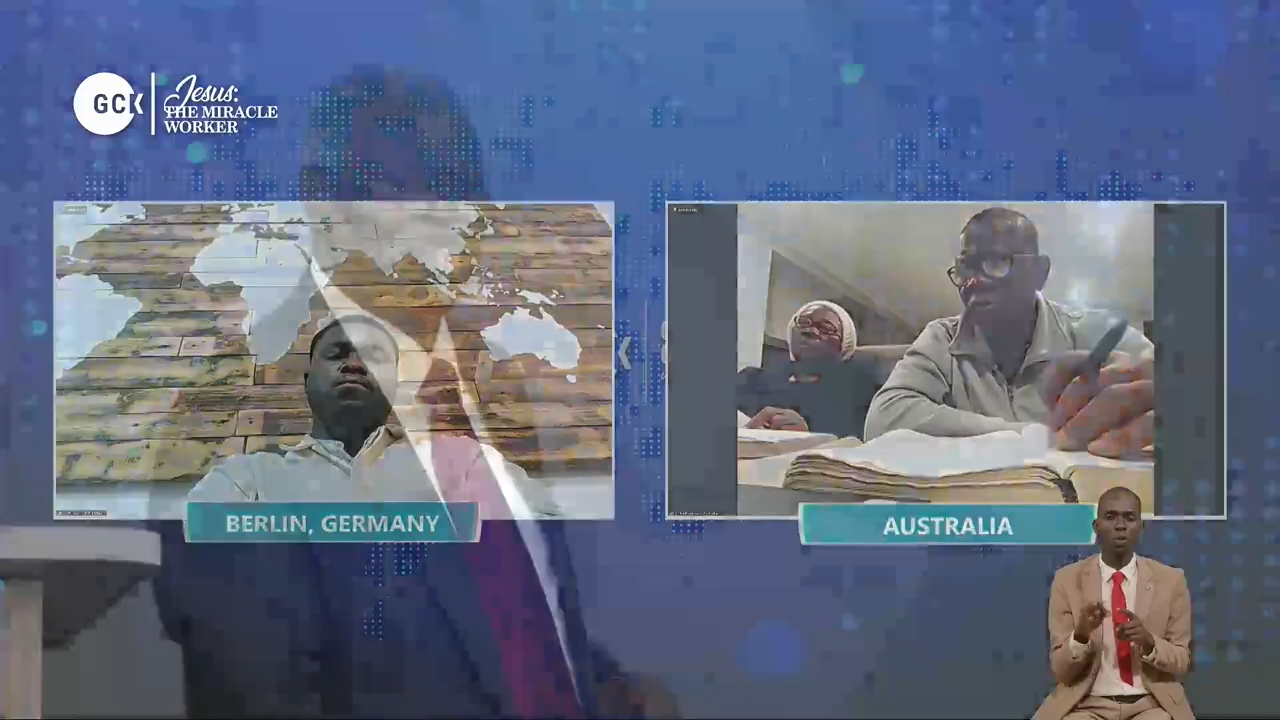 GCK
Jesus:
THE MIRACLE
WORKER
BERLIN, GERMANY
AUSTRALIA